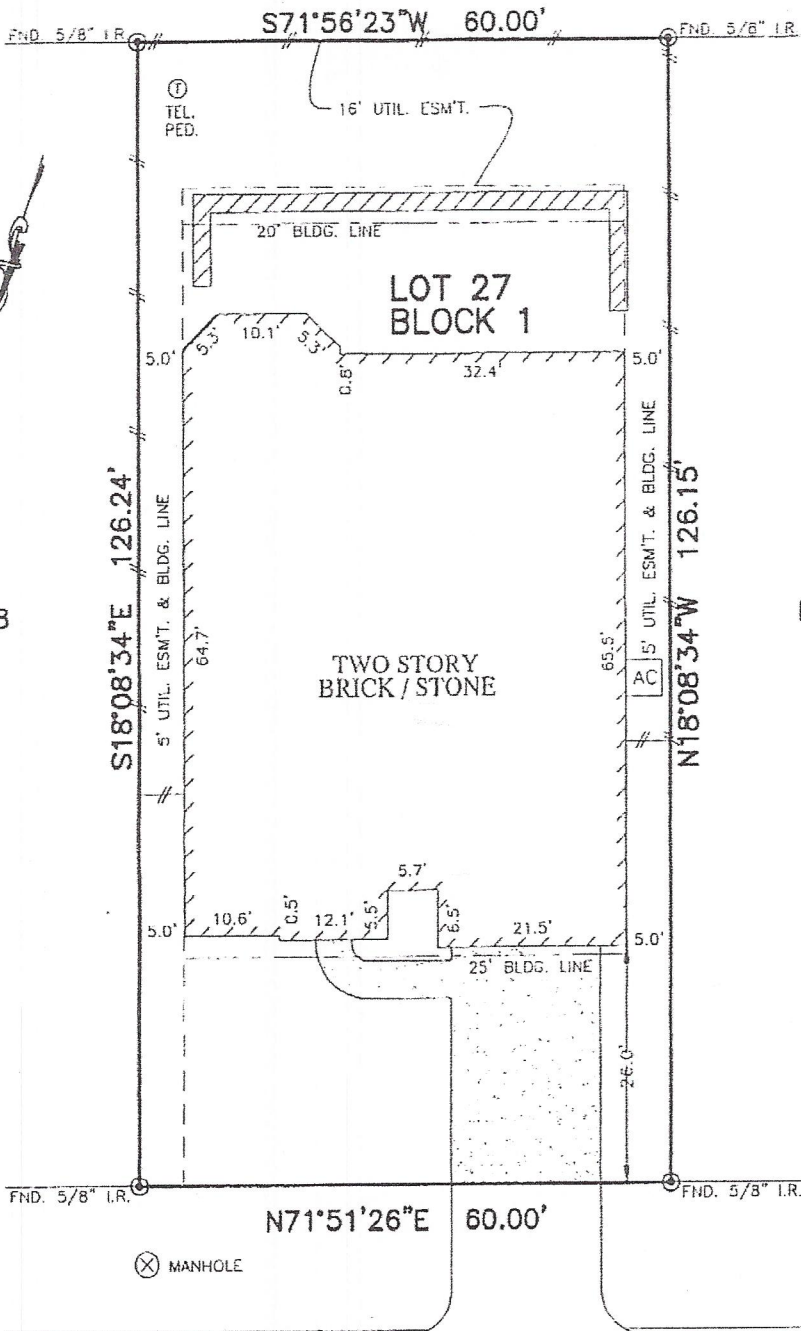 S71°56'23"W 60.00'
FND. 5/8" I.R.
FND. 5/8" I.R.
T
TEL.
PED.
16' UTIL. ESM'T.
20' BLDG. LINE
LOT 27
BLOCK 1
5.3'
10.1'
5.3'
5.0'
0.8'
32.4'
5.0'
S18°08'34"E 126.24'
5' UTIL. ESM'T. & BLDG. LINE
64.7'
TWO STORY
BRICK / STONE
65.5'
5' UTIL. ESM'T. & BLDG. LINE
AC
N18°08'34"W 126.15'
5.7'
5.0'
10.6'
0.5'
12.1'
5.5'
6.5'
21.5'
5.0'
25' BLDG. LINE
26.0'
FND. 5/8" I.R.
FND. 5/8" I.R.
N71°51'26"E 60.00'
MANHOLE